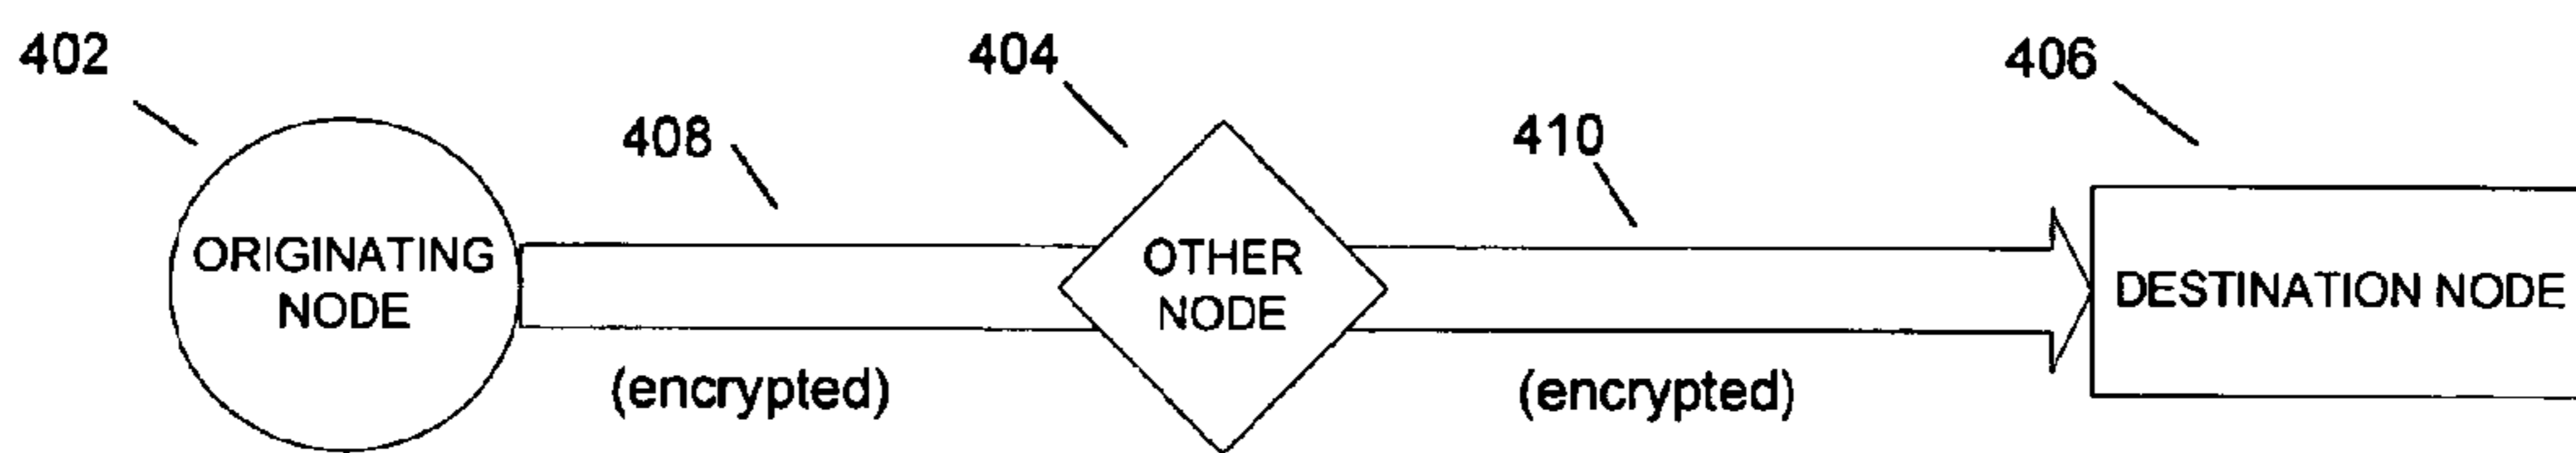 402
404
406
408
410
ORIGINATING
NODE
OTHER
NODE
DESTINATION NODE
(encrypted)
(encrypted)